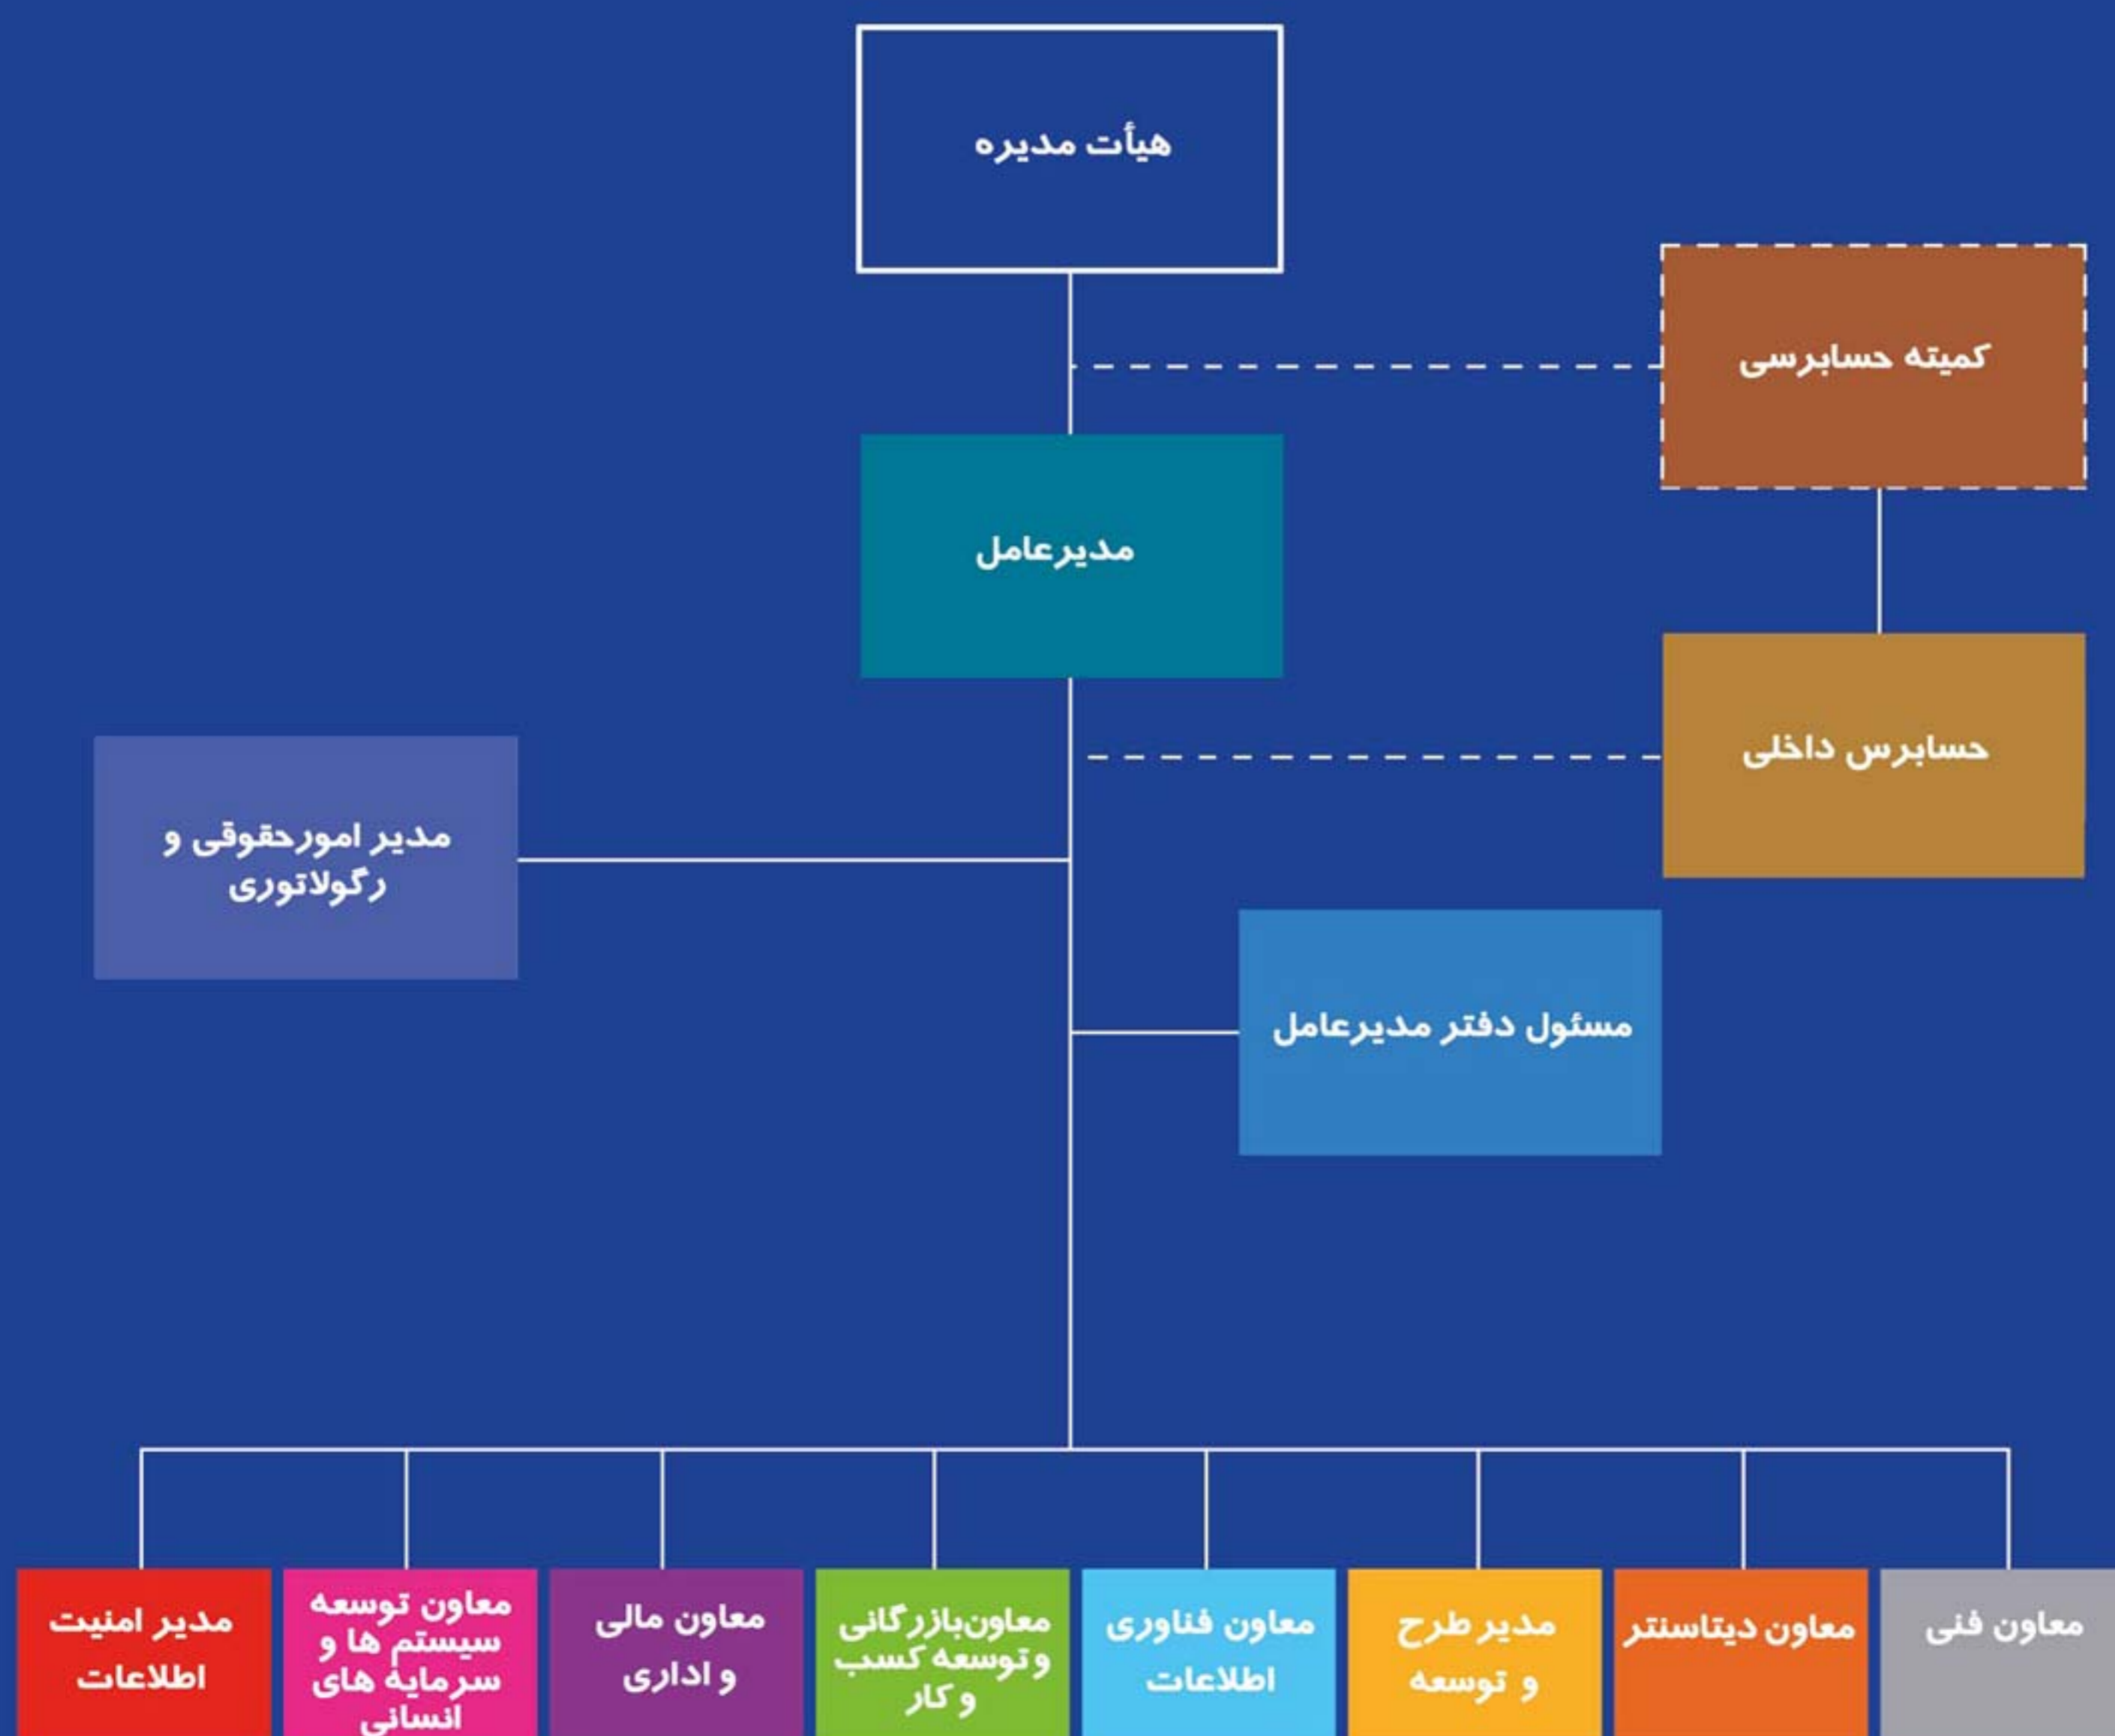 هیأت مدیره
کمیته حسابرسی
مدیرعامل
حسابرس داخلی
مدیر امورحقوقی و
رگولاتوری
مسئول دفتر مدیرعامل
معاون فنی
معاون دیتاسنتر
مدیر طرح
و توسعه
معاون فناوری
اطلاعات
معاون‌بازرگانی
و توسعه کسب
و کار
معاون مالی
و اداری
معاون توسعه
سیستم ها و
سرمایه های
انسانی
مدیر امنیت
اطلاعات